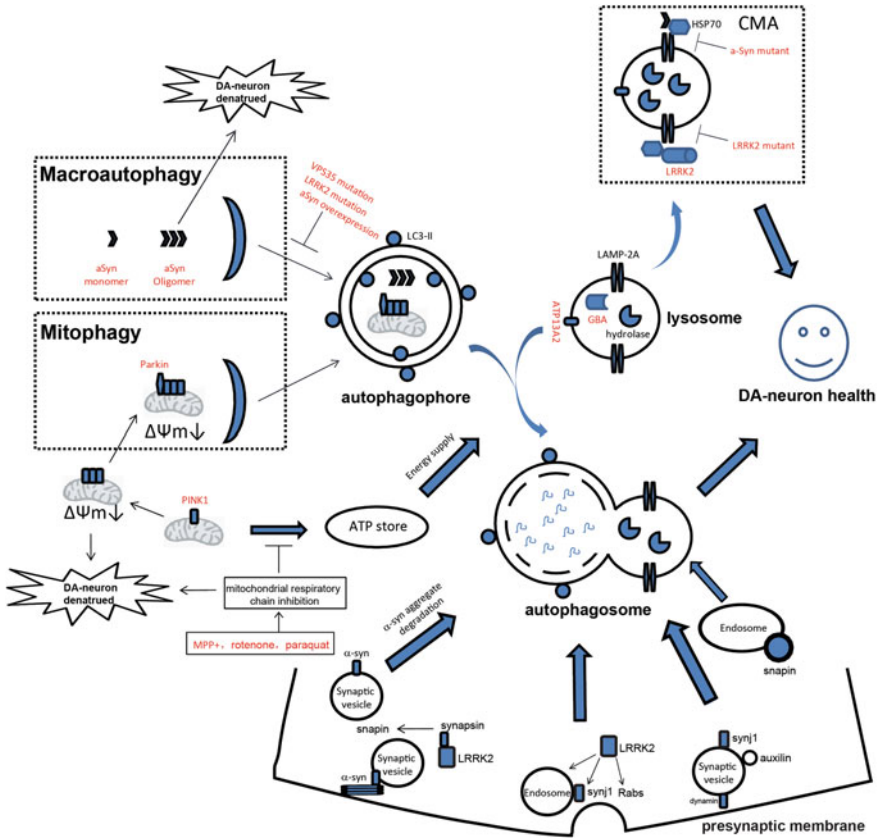 CMA
HSP70
a-Syn mutant
LRRK2 mutant
LRRK2
DA-neuron
denatrued
Macroautophagy
aSyn
monomer
aSyn
Oligomer
VPS35 mutation
LRRK2 mutation
aSyn overexpression
LC3-II
autophagophore
LAMP-2A
ATP13A2
GBA
hydrolase
lysosome
DA-neuron health
Mitophagy
Parkin
ΔΨm↓
ΔΨm↓
PINK1
ATP store
Energy supply
autophagosome
DA-neuron
denatrued
mitochondrial respiratory
chain inhibition
MPP+, rotenone, paraquat
α-syn aggregate
degradation
Endosome
snapin
α-syn
Synaptic
vesicle
snapin
synapsin
LRRK2
Synaptic
vesicle
α-syn
LRRK2
Endosome
synj1
Rabs
synj1
auxilin
Synaptic
vesicle
dynamin
presynaptic membrane